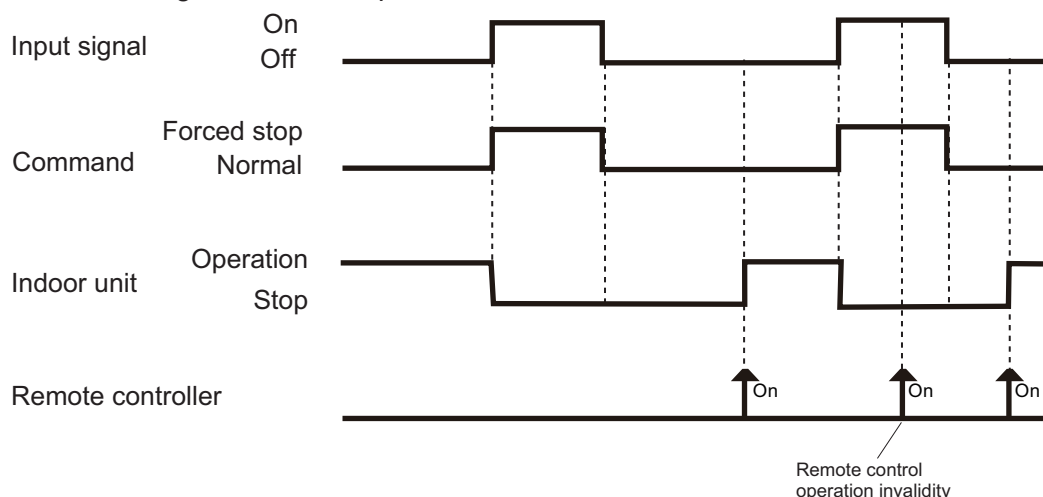 On
Input signal
Off
Forced stop
Command
Normal
Operation
Indoor unit
Stop
On
On
On
Remote controller
Remote control
operation invalidity